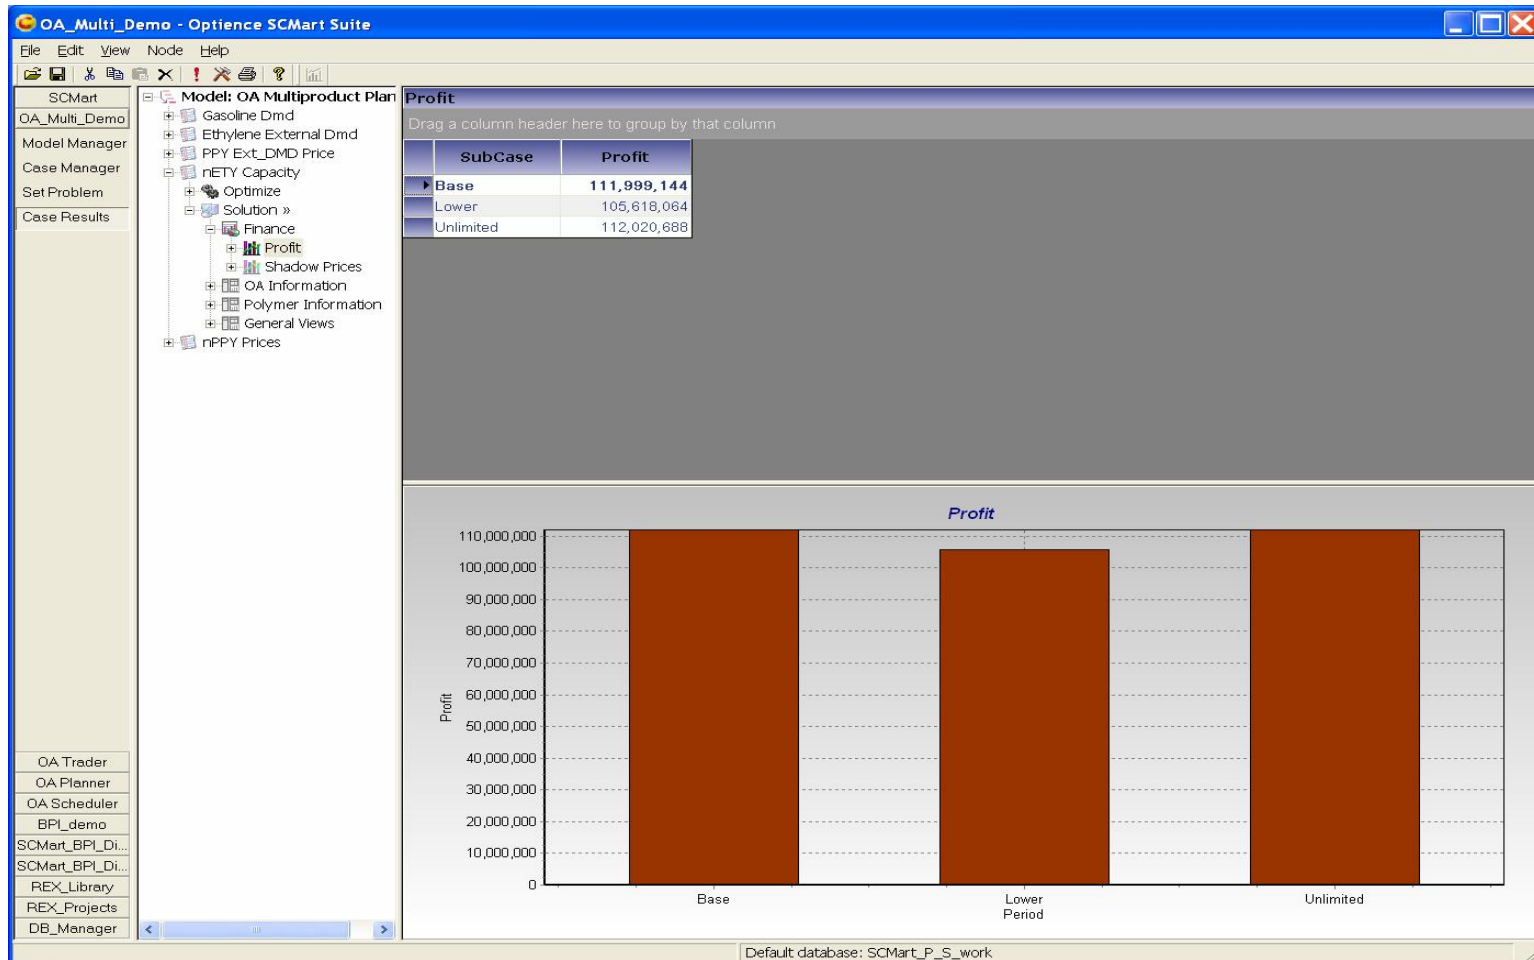 OA_Multi_Demo - Optience SCMart Suite
File Edit View Node Help
SCMart
OA_Multi_Demo
Model Manager
Case Manager
Set Problem
Case Results
OA Trader
OA Planner
OA Scheduler
BPI_demo
SCMart_BPI_Di...
SCMart_BPI_Di...
REX_Library
REX_Projects
DB_Manager
Model: OA Multiproduct Plan
Gasoline Dmd
Ethylene External Dmd
PPY Ext_DMD Price
nETY Capacity
Optimize
Solution »
Finance
Profit
Shadow Prices
OA Information
Polymer Information
General Views
nPPY Prices
Profit
Drag a column header here to group by that column
SubCase Profit
Base 111,999,144
Lower 105,618,064
Unlimited 112,020,688
Profit
110,000,000
100,000,000
90,000,000
80,000,000
70,000,000
60,000,000
50,000,000
40,000,000
30,000,000
20,000,000
10,000,000
0
Profit
Base Lower Unlimited
Period
Default database: SCMart_P_S_work